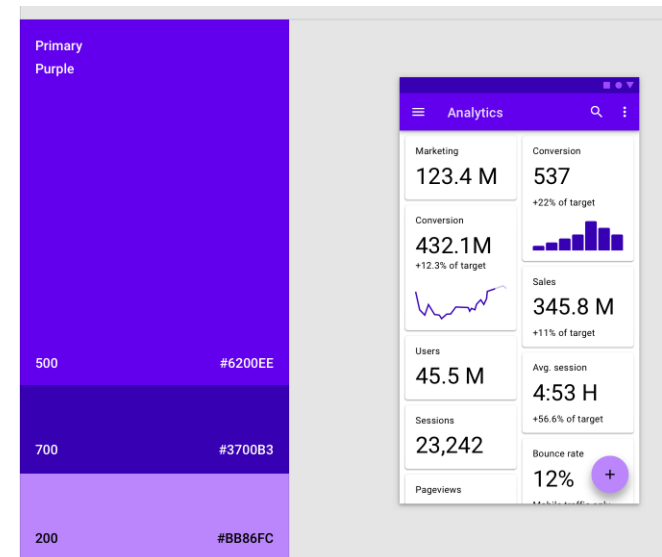 Primary
Purple
500 #6200EE
700 #3700B3
200 #BB86FC
Analytics
Marketing
123.4 M
Conversion
432.1M
+12.3% of target
Users
45.5 M
Sessions
23,242
Pageviews
Conversion
537
+22% of target
Sales
345.8 M
+11% of target
Avg. session
4:53 H
+56.6% of target
Bounce rate
12%